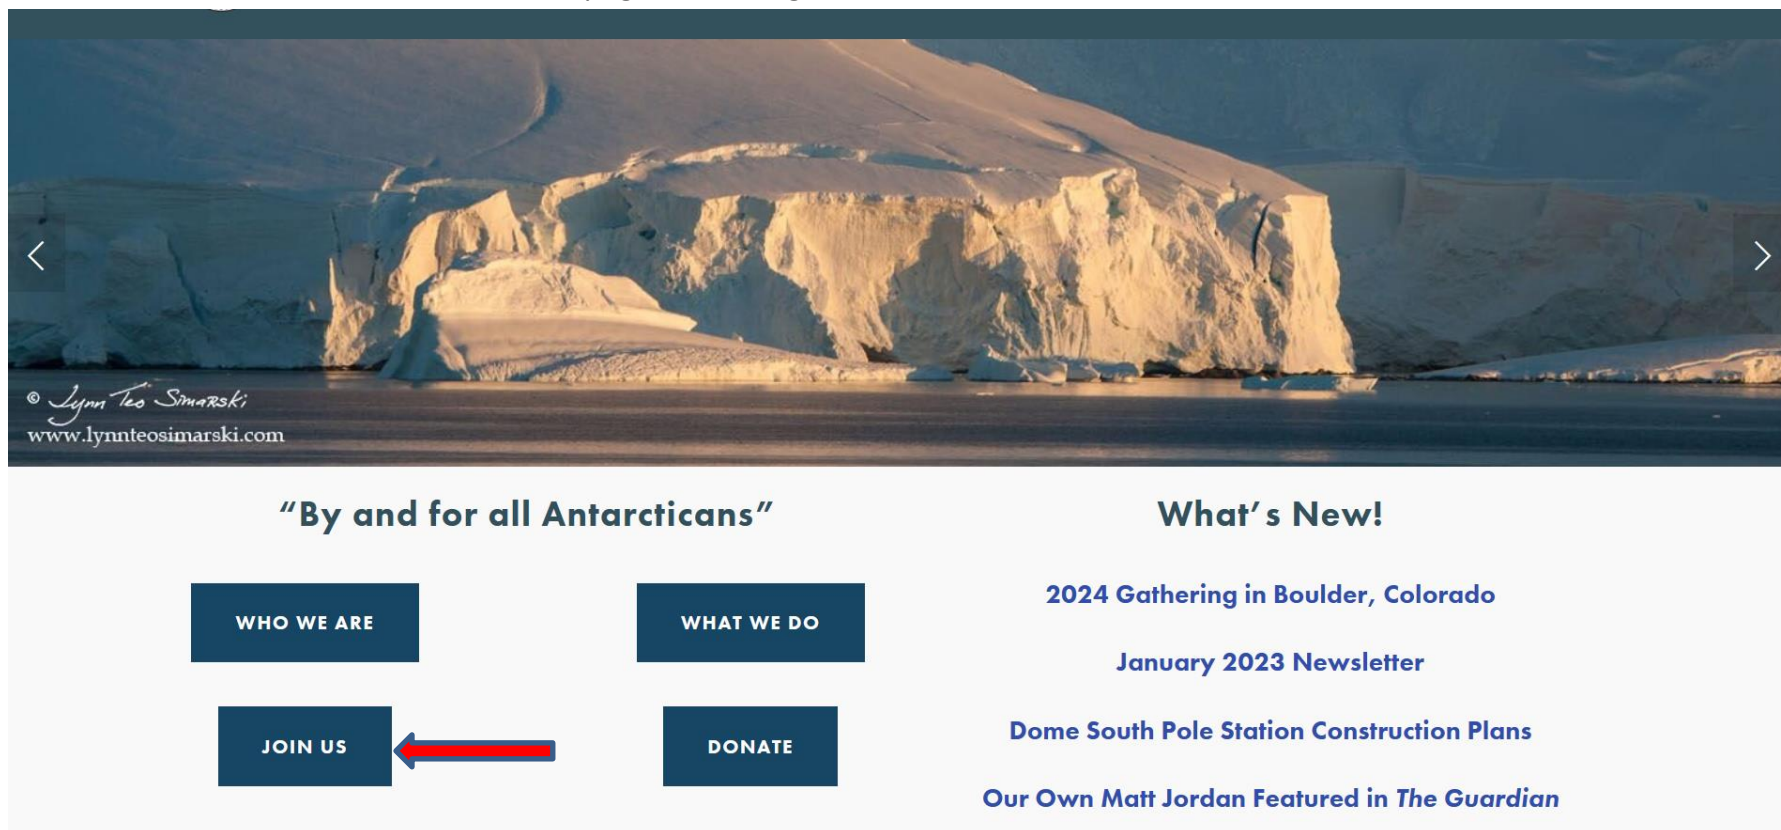 © Lynn Teo Simarski
www.lynnteosimarski.com
“By and for all Antarcticans”
WHO WE ARE
WHAT WE DO
JOIN US
DONATE
What’s New!
2024 Gathering in Boulder, Colorado
January 2023 Newsletter
Dome South Pole Station Construction Plans
Our Own Matt Jordan Featured in The Guardian